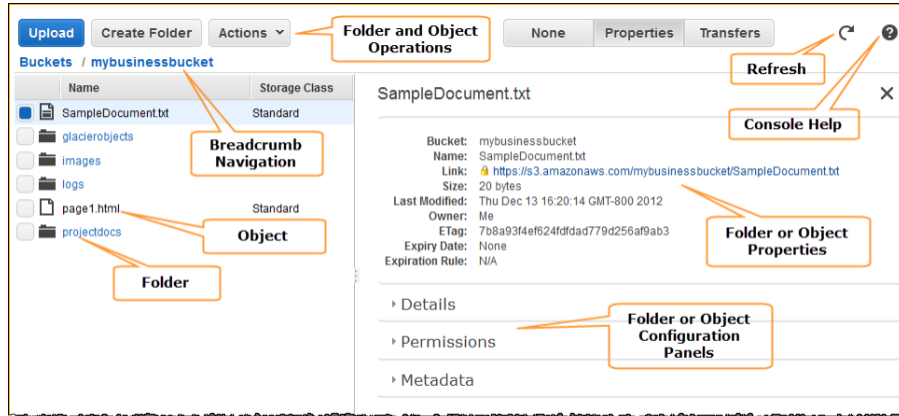 Upload Create Folder Actions
Folder and Object
Operations
None Properties Transfers
Refresh
Console Help
Buckets / mybusinessbucket
Name Storage Class
SampleDocument.txt Standard
glacierobjects
images
logs
page1.html Standard
projectdocs
Breadcrumb
Navigation
Object
Folder
SampleDocument.txt
Bucket: mybusinessbucket
Name: SampleDocument.txt
Link: https://s3.amazonaws.com/mybusinessbucket/SampleDocument.txt
Size: 20 bytes
Last Modified: Thu Dec 13 16:20:14 GMT-800 2012
Owner: Me
ETag: 7b8a93f4ef624fdfdad779d256af9ab3
Expiry Date: None
Expiration Rule: N/A
Folder or Object
Properties
Details
Permissions
Metadata
Folder or Object
Configuration
Panels